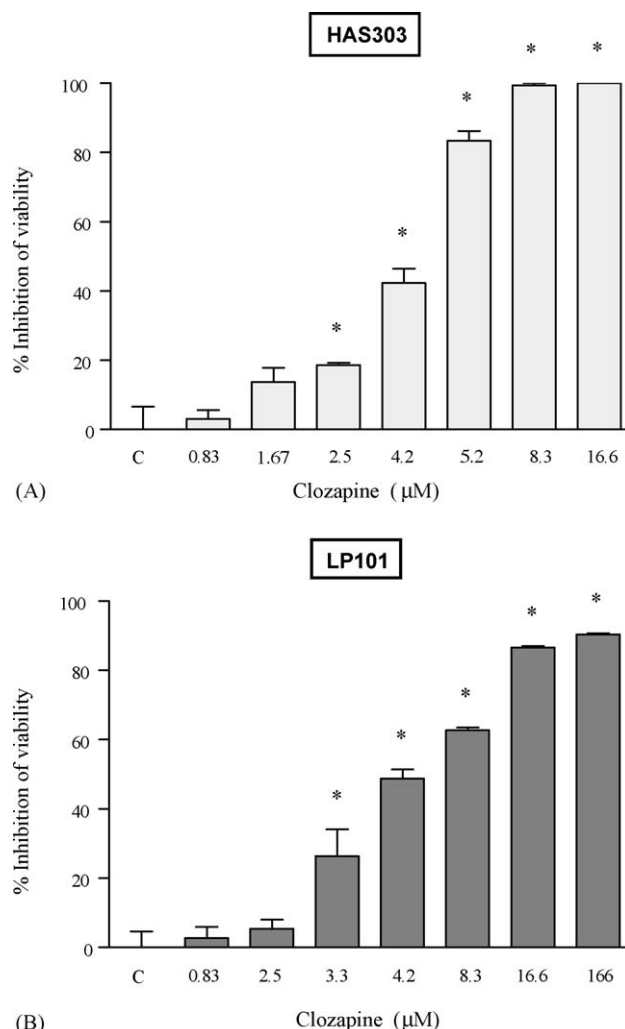 HAS303
* *
*
*
*
100
80
60
40
20
0
% Inhibition of viability
C 0.83 1.67 2.5 4.2 5.2 8.3 16.6
(A) Clozapine (µM)
LP101
* *
*
*
*
100
80
60
40
20
0
% Inhibition of viability
C 0.83 2.5 3.3 4.2 8.3 16.6 166
(B) Clozapine (µM)